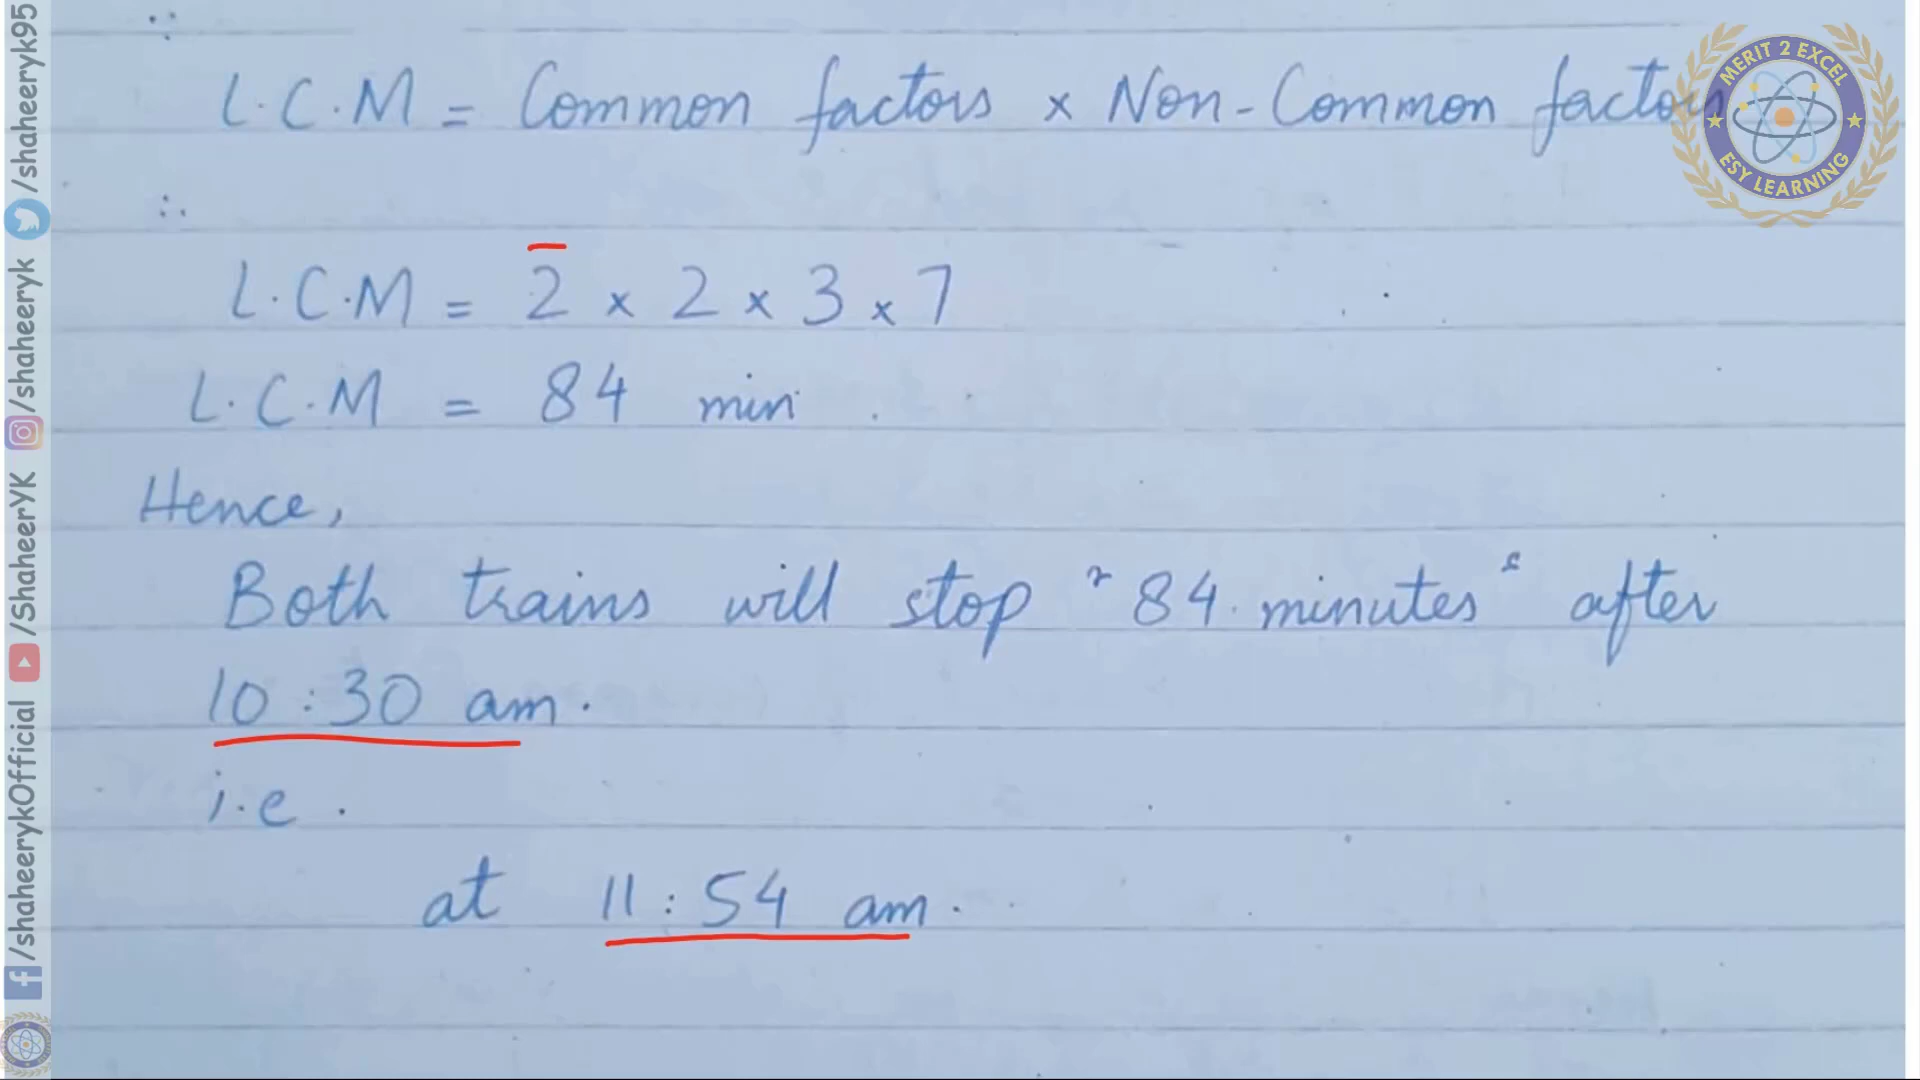 ∴
L.C.M = Common factors × Non-Common factors
∴
L.C.M = 2 × 2 × 3 × 7
L.C.M = 84 min.
Hence,
Both trains will stop "84 minutes" after
10:30 am.
i.e.
at 11:54 am.
MERIT 2 EXCEL
ESY LEARNING
/shaheeryk95
/shaheeryk
/ShaheerYK
/shaheerykOfficial